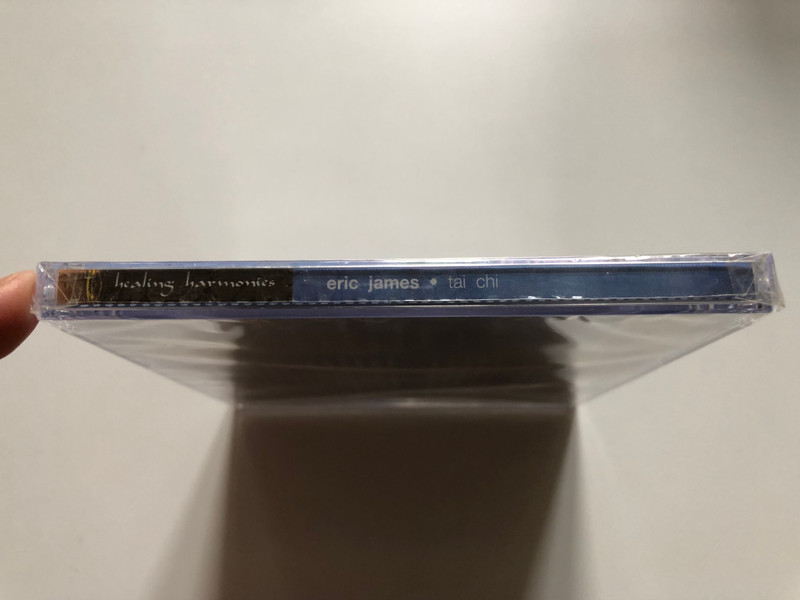 healing harmonies eric james • tai chi